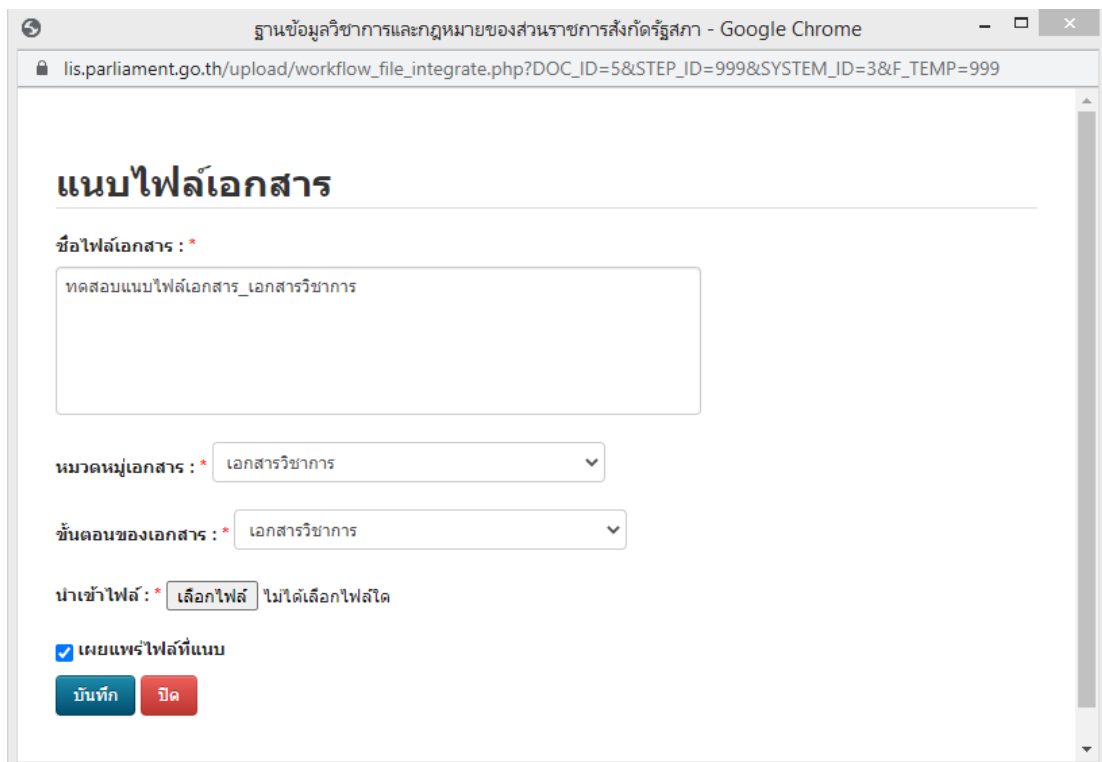 ฐานข้อมูลวิชาการและกฎหมายของส่วนราชการสังกัดรัฐสภา - Google Chrome
lis.parliament.go.th/upload/workflow_file_integrate.php?DOC_ID=5&STEP_ID=999&SYSTEM_ID=3&F_TEMP=999
แนบไฟล์เอกสาร
ชื่อไฟล์เอกสาร : *
ทดสอบแนบไฟล์เอกสาร_เอกสารวิชาการ
หมวดหมู่เอกสาร : * เอกสารวิชาการ
ขั้นตอนของเอกสาร : * เอกสารวิชาการ
นำเข้าไฟล์ : * เลือกไฟล์ ไม่ได้เลือกไฟล์ใด
เผยแพร่ไฟล์ที่แนบ
บันทึก ปิด